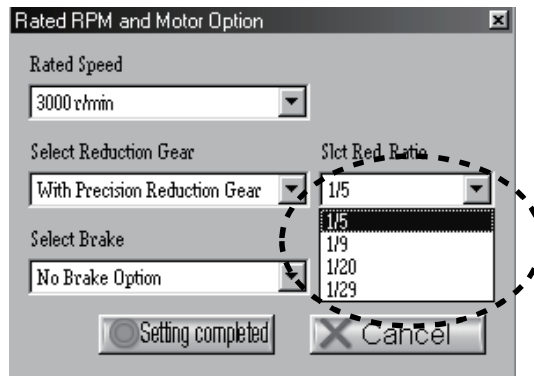 Rated RPM and Motor Option
Rated Speed
3000 r/min
Select Reduction Gear
Slct Red. Ratio
With Precision Reduction Gear
1/5
1/5
1/9
1/20
1/29
Select Brake
No Brake Option
Setting completed
Cancel